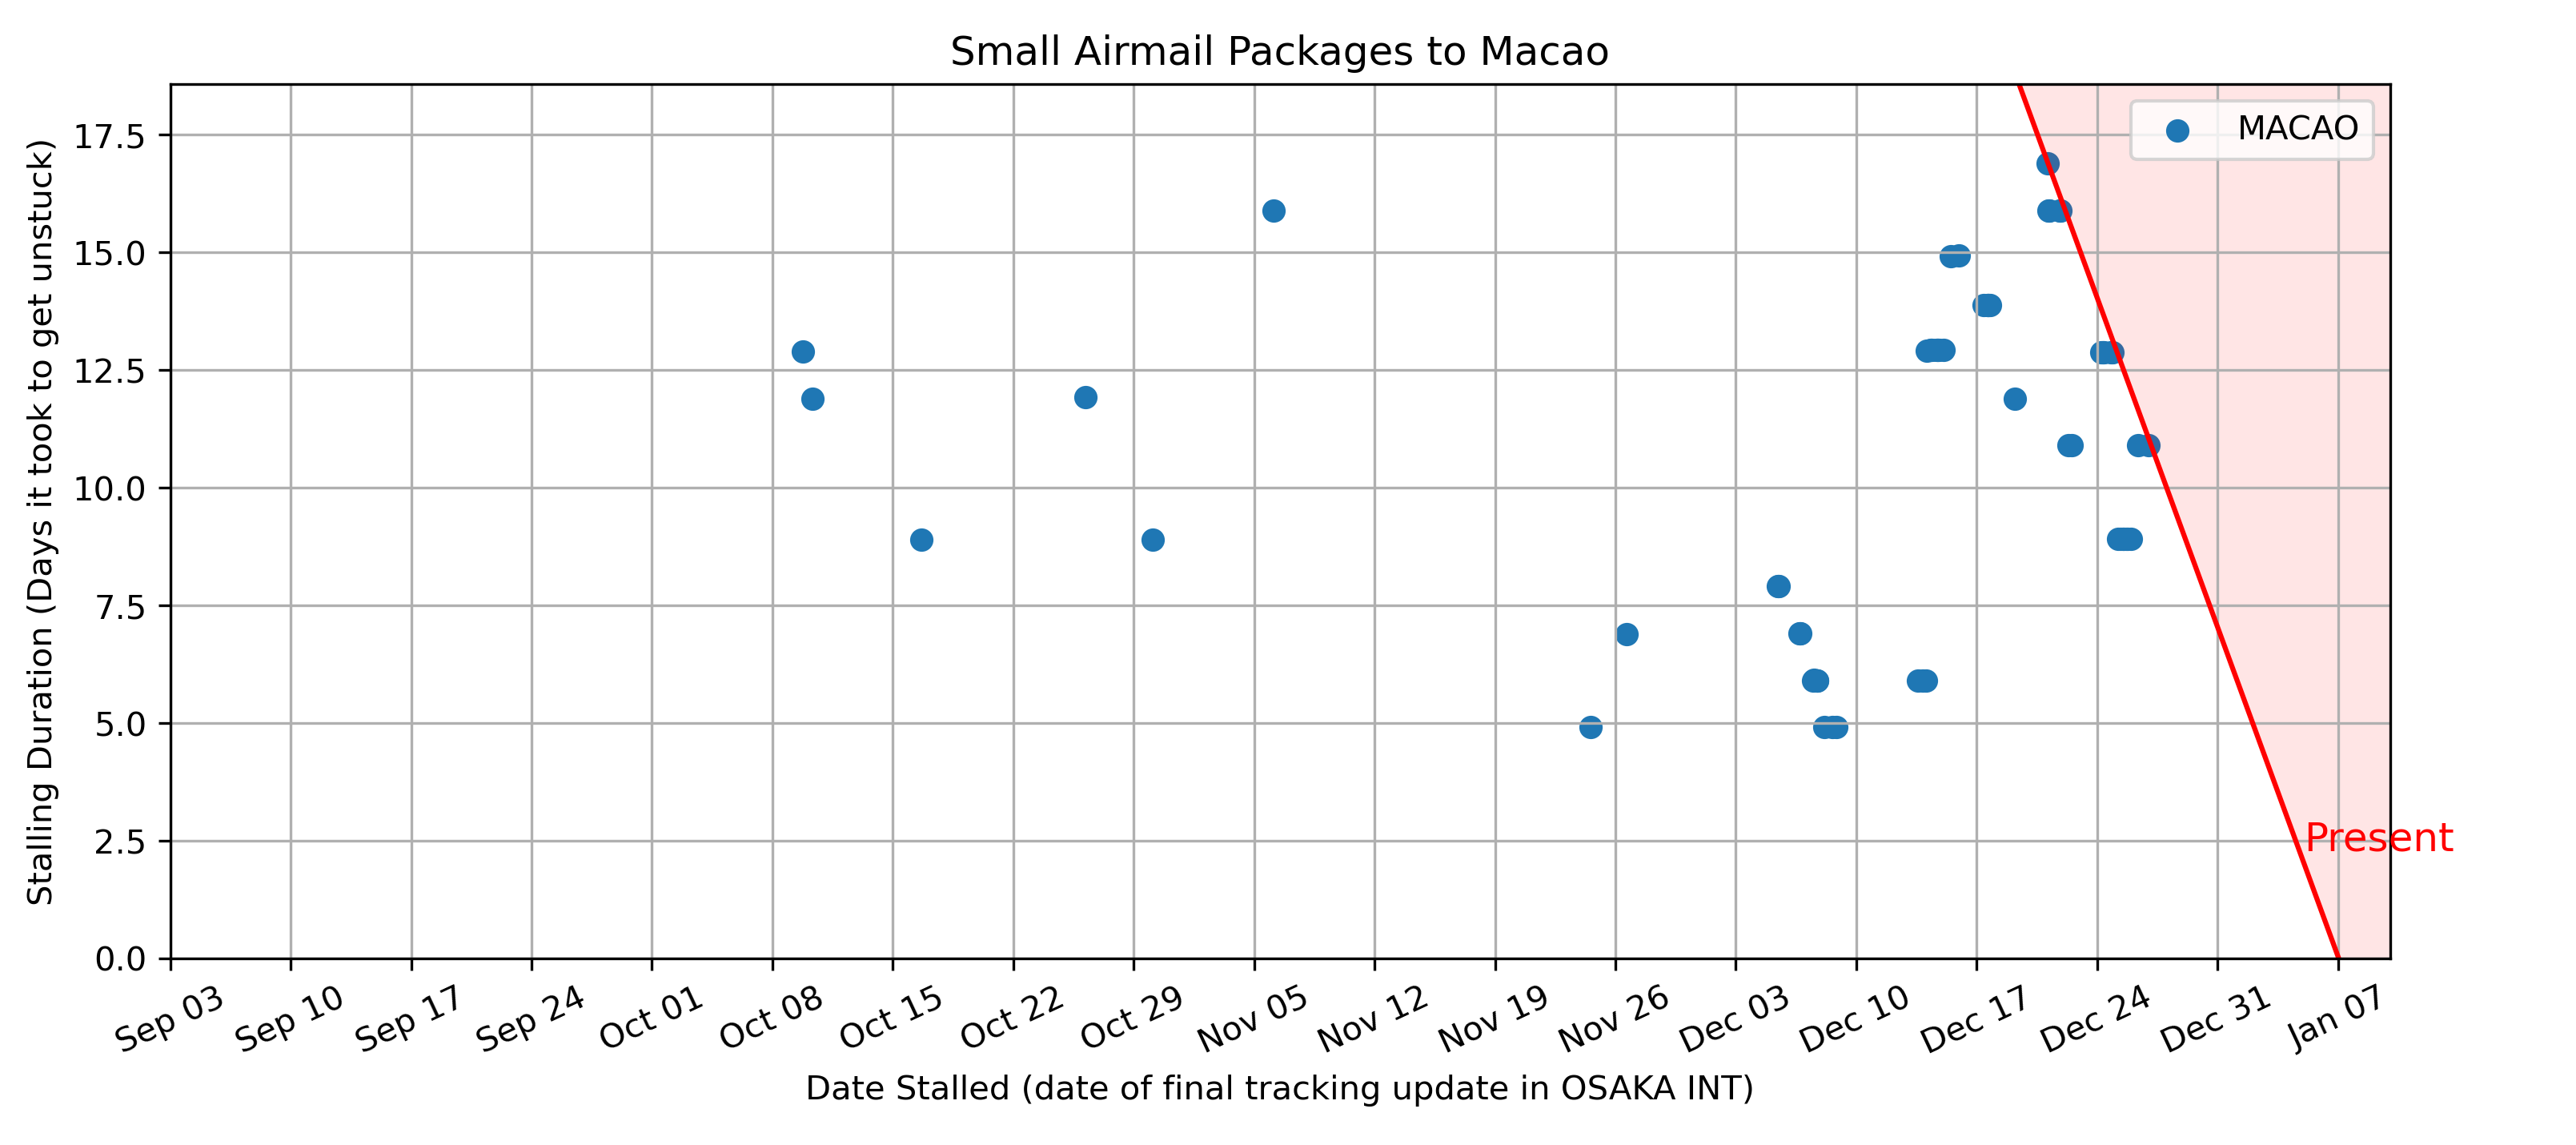 Small Airmail Packages to Macao
MACAO
Stalling Duration (Days it took to get unstuck)
17.5
15.0
12.5
10.0
7.5
5.0
2.5
0.0
Present
Sep 03
Sep 10
Sep 17
Sep 24
Oct 01
Oct 08
Oct 15
Oct 22
Oct 29
Nov 05
Nov 12
Nov 19
Nov 26
Dec 03
Dec 10
Dec 17
Dec 24
Dec 31
Jan 07
Date Stalled (date of final tracking update in OSAKA INT)